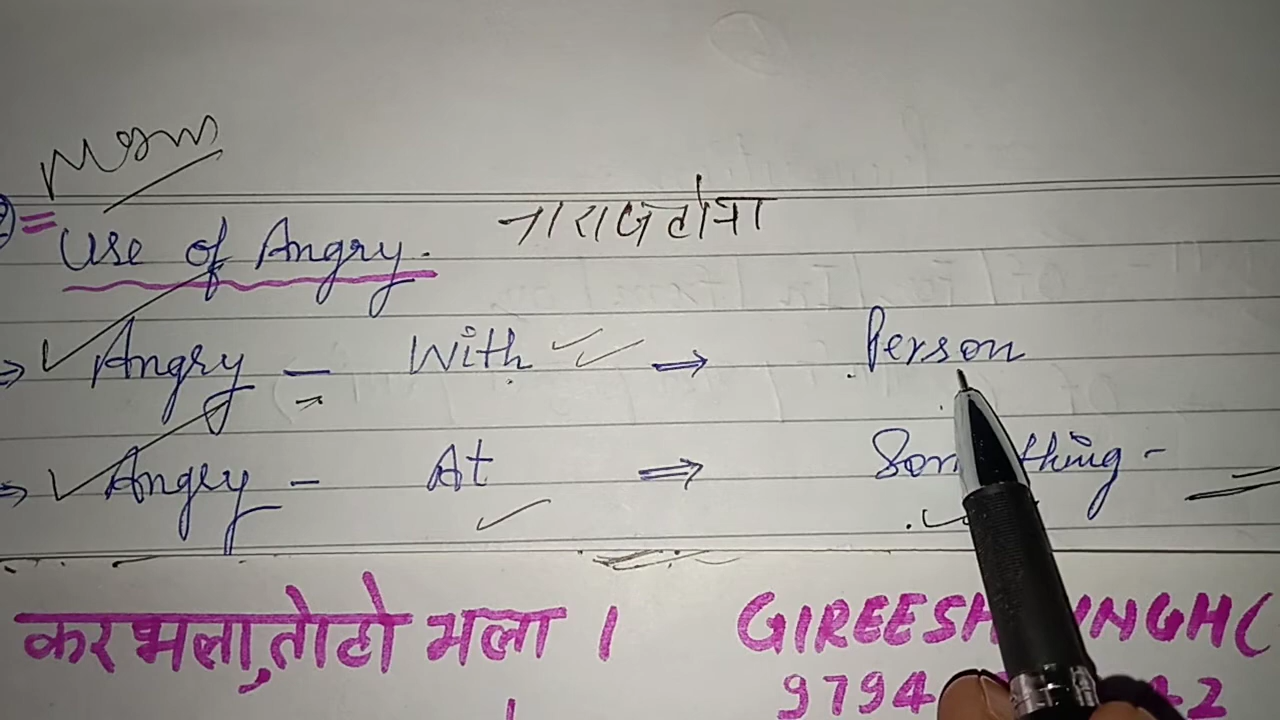 Use of Angry. नाराज होना
Angry – With ⇒ Person
Angry – At ⇒ Something –
कर भला, तो हो भला ।
GIREESH
9794